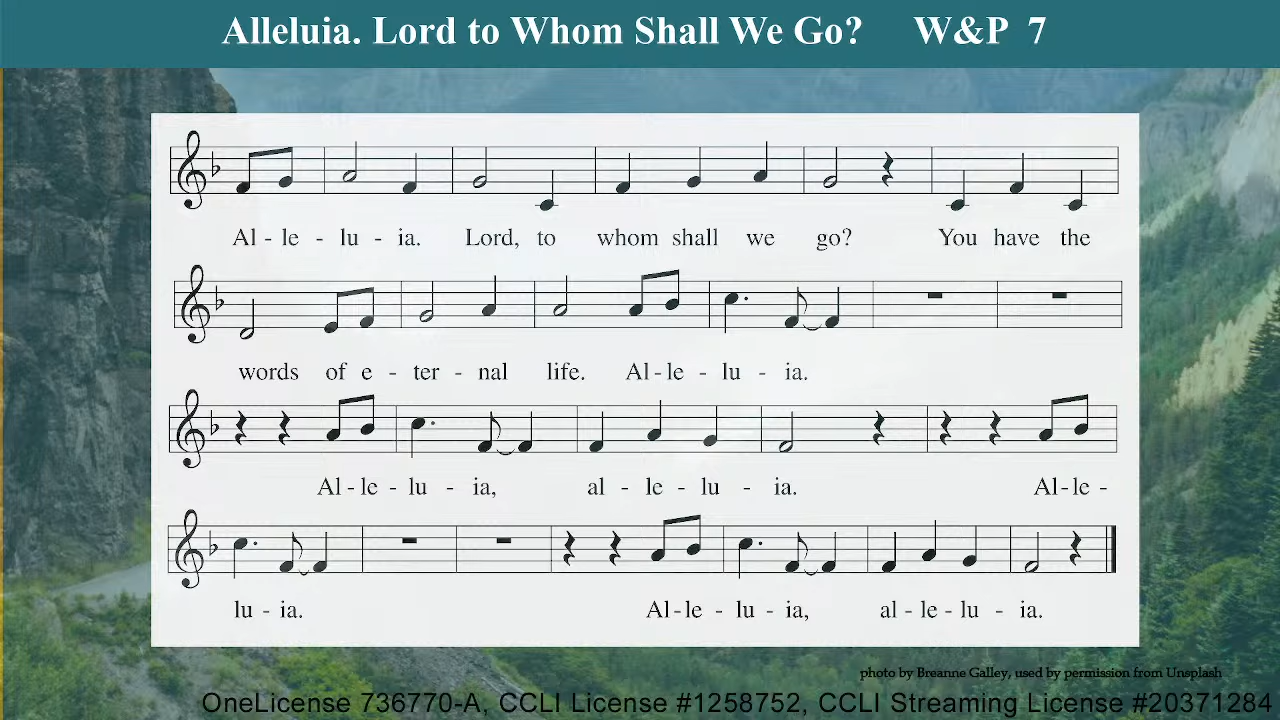 Alleluia. Lord to Whom Shall We Go? W&P 7
Al - le - lu - ia. Lord, to whom shall we go? You have the
words of e - ter - nal life. Al - le - lu - ia.
Al - le - lu - ia, al - le - lu - ia. Al - le -
lu - ia. Al - le - lu - ia, al - le - lu - ia.
photo by Breanne Galley, used by permission from Unsplash
OneLicense 736770-A, CCLI License #1258752, CCLI Streaming License #20371284